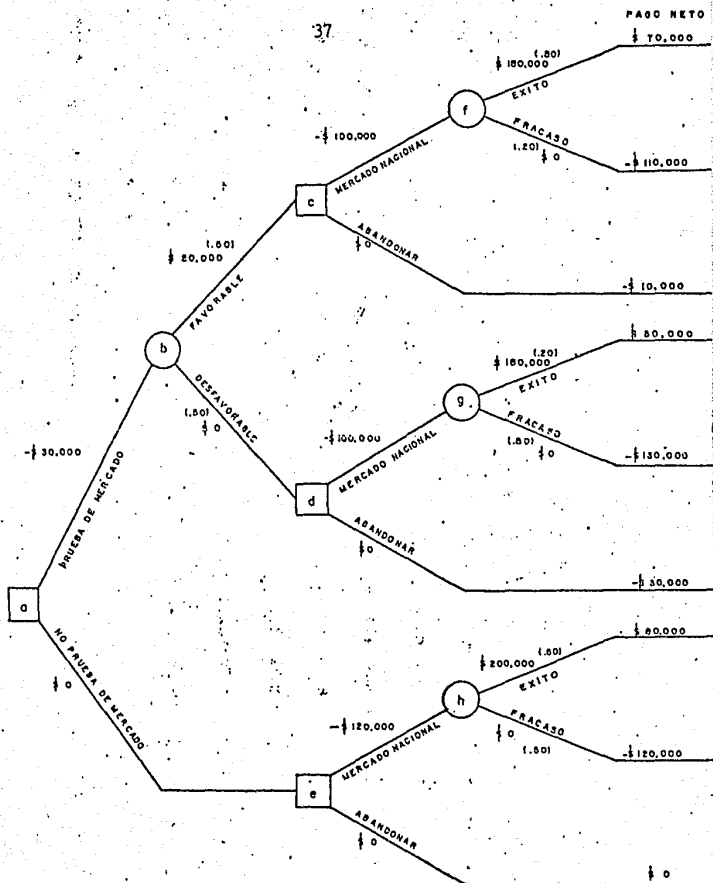 37
PAGO NETO
$ 70,000
(.80)
$ 180,000
EXITO
f
FRACASO
(.20) $ 0
-$ 110,000
-$ 100,000
MERCADO NACIONAL
c
ABANDONAR
$ 0
-$ 10,000
(.50)
$ 20,000
FAVORABLE
b
DESFAVORABLE
(.50)
$ 0
$ 50,000
(.20)
$ 180,000
EXITO
g
FRACASO
(.80) $ 0
-$ 130,000
-$ 100,000
MERCADO NACIONAL
d
ABANDONAR
$ 0
-$ 30,000
-$ 30,000
PRUEBA DE MERCADO
a
NO PRUEBA DE MERCADO
$ 0
$ 80,000
(.50)
$ 200,000
EXITO
h
FRACASO
$ 0
(.50)
-$ 120,000
-$ 120,000
MERCADO NACIONAL
e
ABANDONAR
$ 0
$ 0